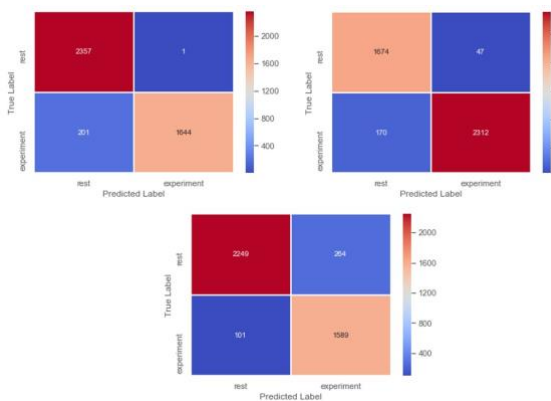 rest
2357
1
experiment
201
1644
True Label
rest
experiment
Predicted Label
2000
1600
1200
800
400
rest
1674
47
experiment
170
2312
True Label
rest
experiment
Predicted Label
rest
2249
264
experiment
101
1589
True Label
rest
experiment
Predicted Label
2000
1600
1200
800
400